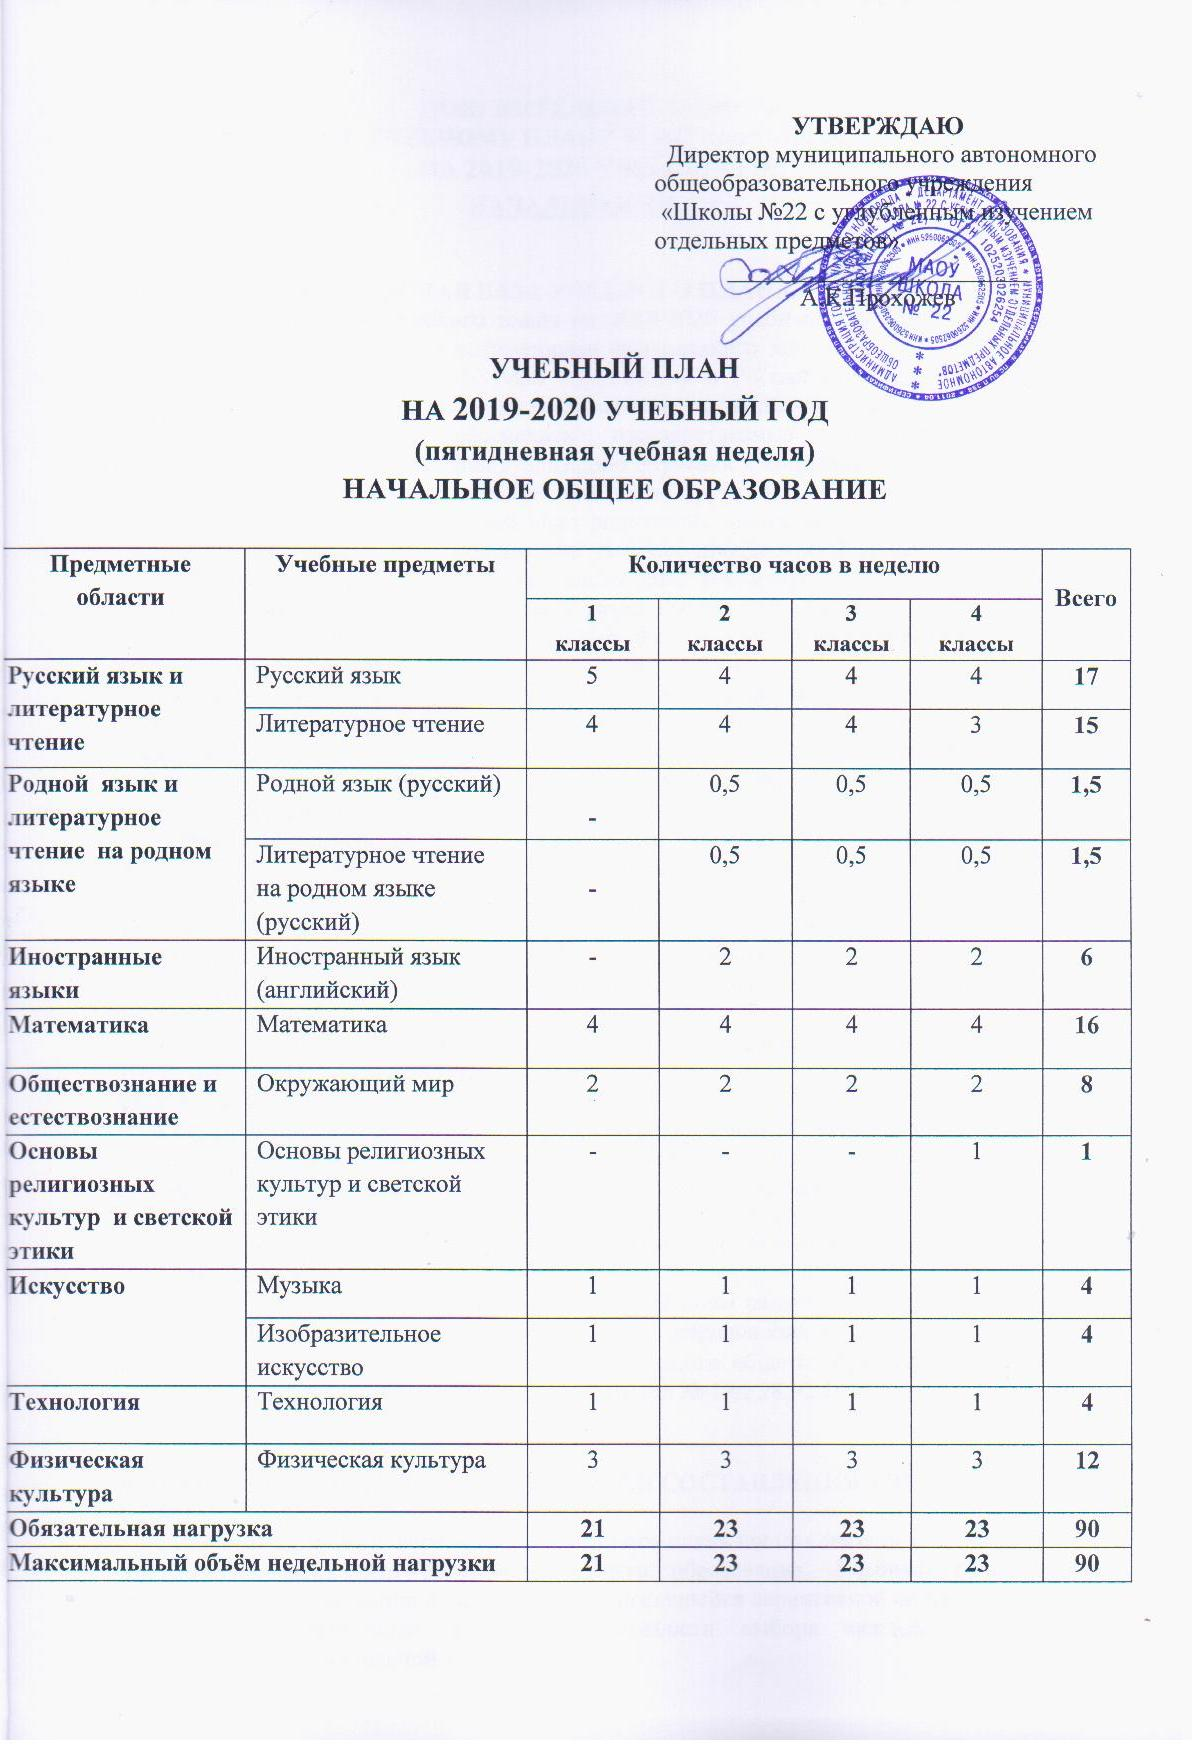 УТВЕРЖДАЮ
Директор муниципального автономного
общеобразовательного учреждения
«Школы №22 с углубленным изучением
отдельных предметов»
А.К.Прохожев
МАОУ
ШКОЛА
№ 22
УЧЕБНЫЙ ПЛАН
НА 2019-2020 УЧЕБНЫЙ ГОД
(пятидневная учебная неделя)
НАЧАЛЬНОЕ ОБЩЕЕ ОБРАЗОВАНИЕ
Предметные области Учебные предметы Количество часов в неделю Всего
1 классы 2 классы 3 классы 4 классы
Русский язык и
литературное
чтение
Русский язык 5 4 4 4 17
Литературное чтение 4 4 4 3 15
Родной язык и
литературное
чтение на родном
языке
Родной язык (русский) - 0,5 0,5 0,5 1,5
Литературное чтение
на родном языке
(русский) - 0,5 0,5 0,5 1,5
Иностранные
языки
Иностранный язык
(английский) - 2 2 2 6
Математика Математика 4 4 4 4 16
Обществознание и
естествознание
Окружающий мир 2 2 2 2 8
Основы
религиозных
культур и светской
этики
Основы религиозных
культур и светской
этики - - - 1 1
Искусство Музыка 1 1 1 1 4
Изобразительное
искусство 1 1 1 1 4
Технология Технология 1 1 1 1 4
Физическая
культура
Физическая культура 3 3 3 3 12
Обязательная нагрузка 21 23 23 23 90
Максимальный объём недельной нагрузки 21 23 23 23 90